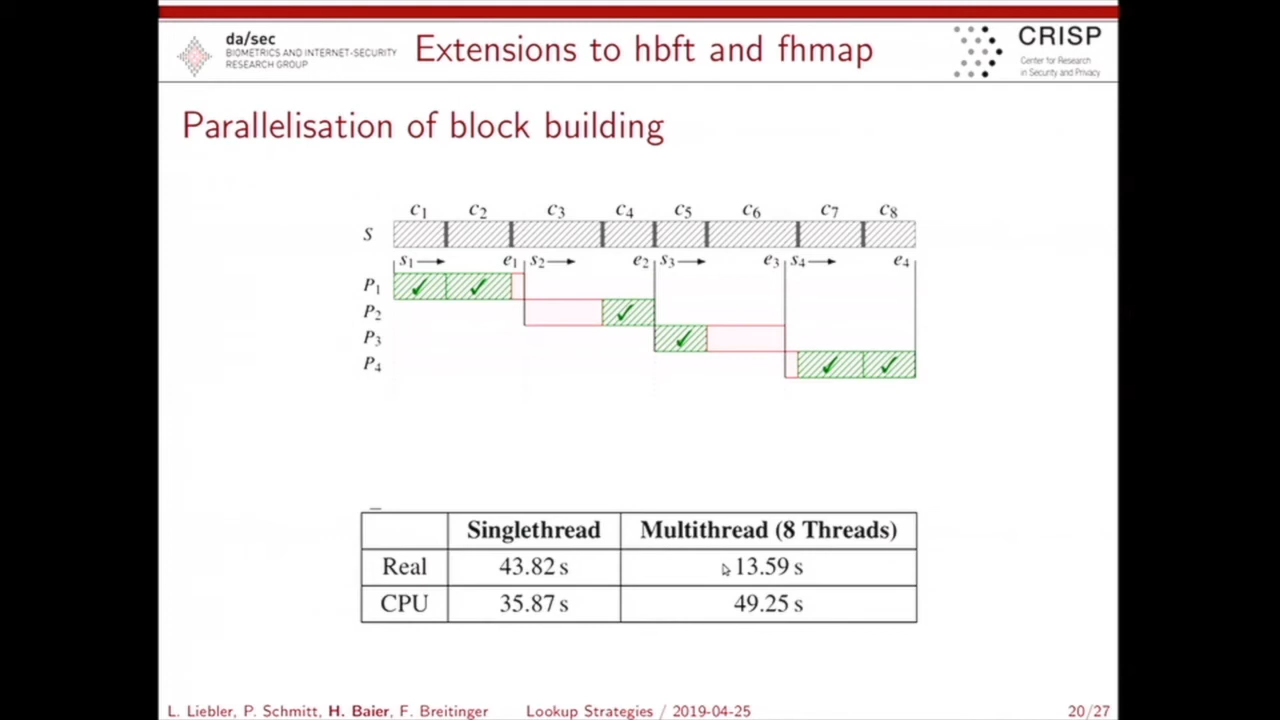 da/sec
BIOMETRICS AND INTERNET-SECURITY
RESEARCH GROUP
Extensions to hbft and fhmap
CRISP
Center for Research
in Security and Privacy
Parallelisation of block building
c1 c2 c3 c4 c5 c6 c7 c8
S
s1 e1 s2 e2 s3 e3 s4 e4
P1 ✓ ✓
P2 ✓
P3 ✓
P4 ✓ ✓
Singlethread Multithread (8 Threads)
Real 43.82 s 13.59 s
CPU 35.87 s 49.25 s
L. Liebler, P. Schmitt, H. Baier, F. Breitinger Lookup Strategies / 2019-04-25 20/27